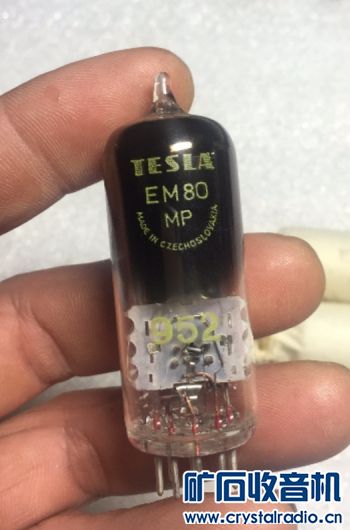 TESLA
EM80
MP
MADE IN CZECHOSLOVAKIA
952
矿石收音机
www.crystalradio.cn